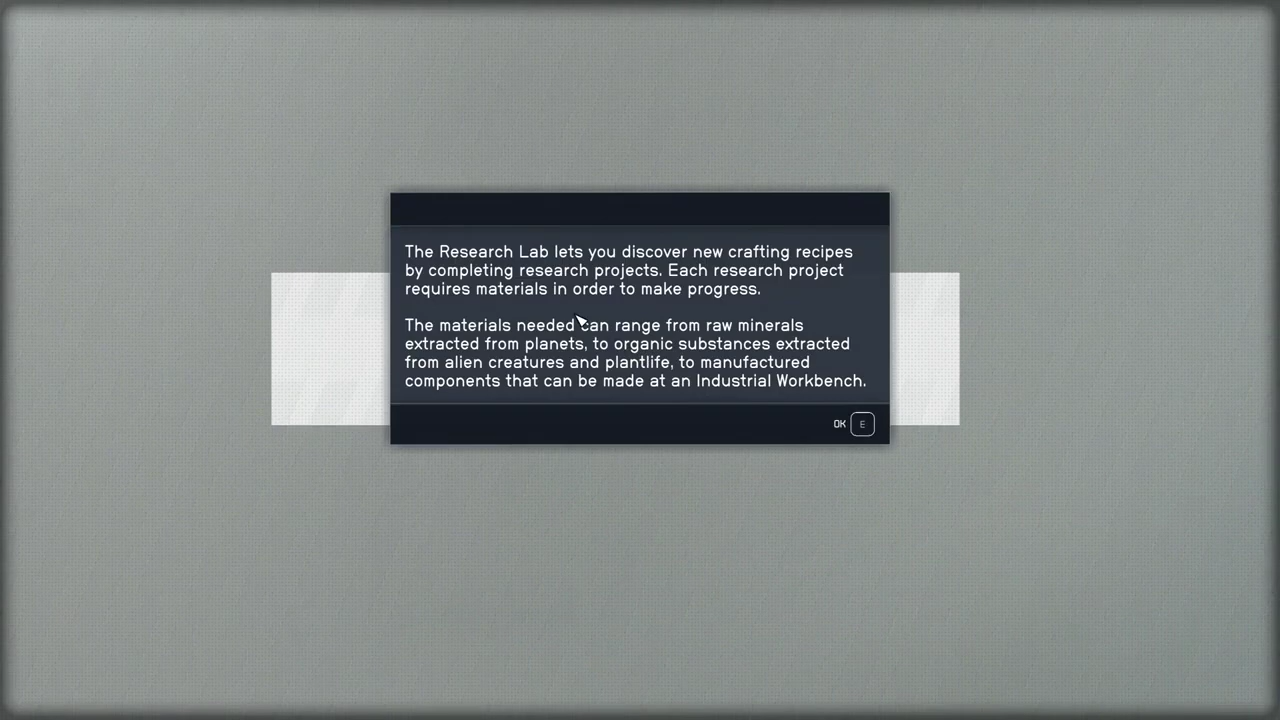 The Research Lab lets you discover new crafting recipes
by completing research projects. Each research project
requires materials in order to make progress.
The materials needed can range from raw minerals
extracted from planets, to organic substances extracted
from alien creatures and plantlife, to manufactured
components that can be made at an Industrial Workbench.
OK E